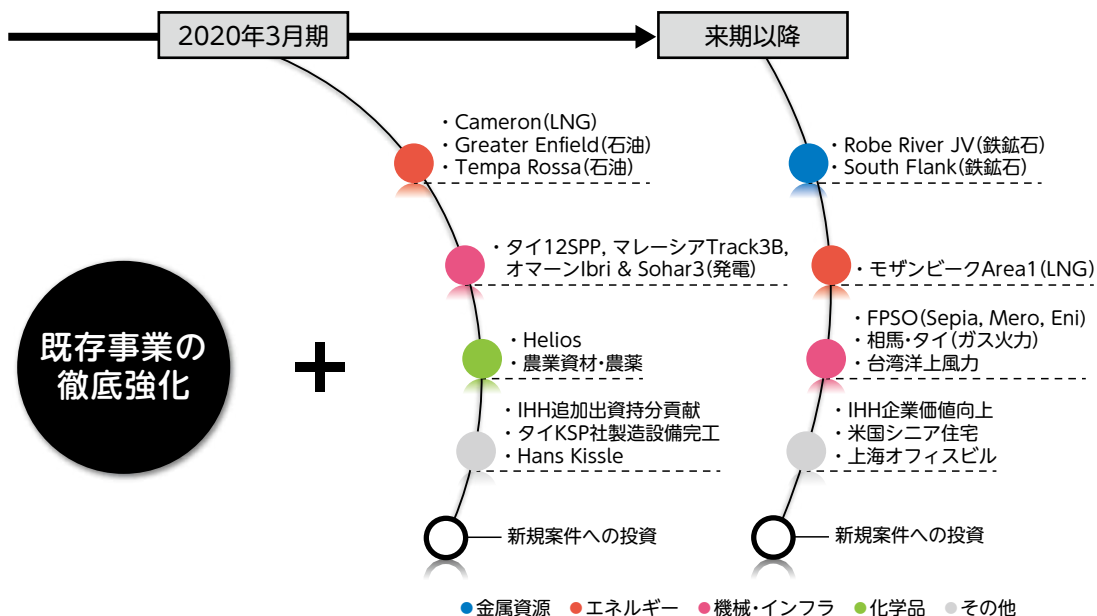 2020年3月期
来期以降
既存事業の
徹底強化
+
・Cameron(LNG)
・Greater Enfield(石油)
・Tempa Rossa(石油)
・タイ12SPP, マレーシアTrack3B,
オマーンIbri & Sohar3(発電)
・Helios
・農業資材・農薬
・IHH追加出資持分貢献
・タイKSP社製造設備完工
・Hans Kissle
新規案件への投資
・Robe River JV(鉄鉱石)
・South Flank(鉄鉱石)
・モザンビークArea1(LNG)
・FPSO(Sepia, Mero, Eni)
・相馬・タイ(ガス火力)
・台湾洋上風力
・IHH企業価値向上
・米国シニア住宅
・上海オフィスビル
新規案件への投資
●金属資源 ●エネルギー ●機械・インフラ ●化学品 ●その他